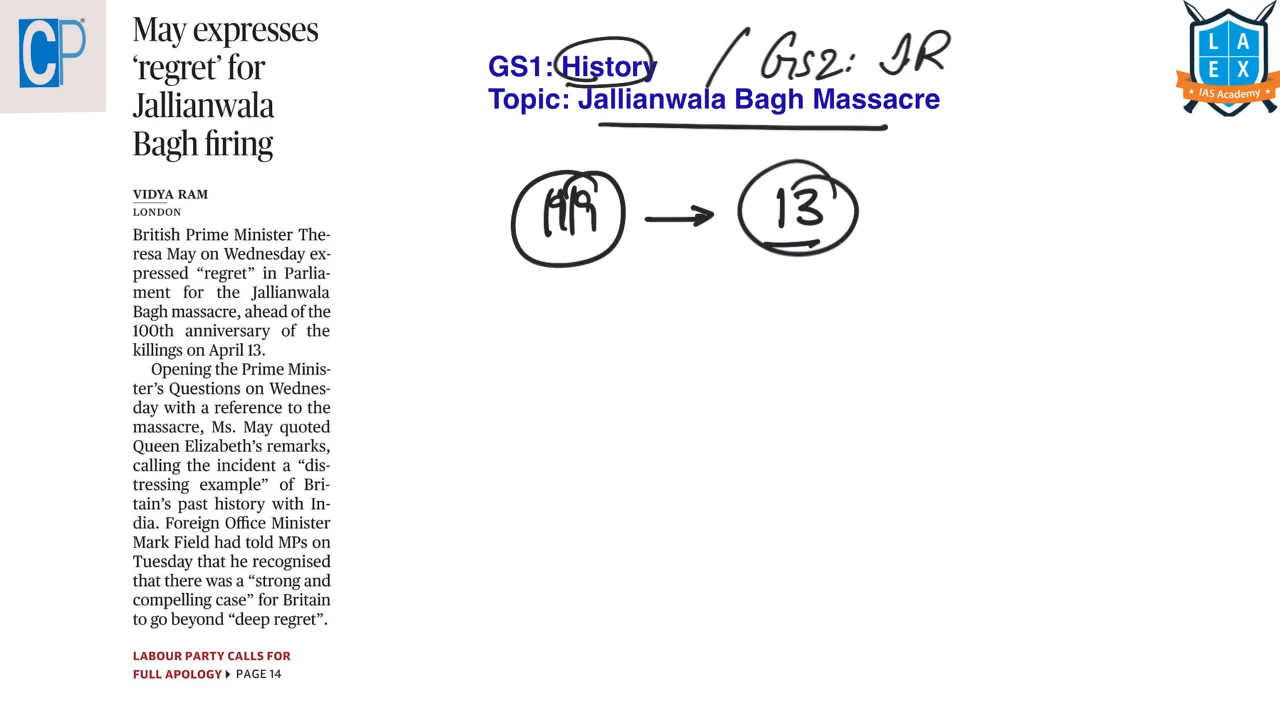 CP
May expresses
‘regret’ for
Jallianwala
Bagh firing
VIDYA RAM
LONDON
British Prime Minister The-
resa May on Wednesday ex-
pressed “regret” in Parlia-
ment for the Jallianwala
Bagh massacre, ahead of the
100th anniversary of the
killings on April 13.
Opening the Prime Minis-
ter’s Questions on Wednes-
day with a reference to the
massacre, Ms. May quoted
Queen Elizabeth’s remarks,
calling the incident a “dis-
tressing example” of Bri-
tain’s past history with In-
dia. Foreign Office Minister
Mark Field had told MPs on
Tuesday that he recognised
that there was a “strong and
compelling case” for Britain
to go beyond “deep regret”.
LABOUR PARTY CALLS FOR
FULL APOLOGY PAGE 14
GS1: History / GS2: IR
Topic: Jallianwala Bagh Massacre
1919 → 13
L A
E X
IAS Academy